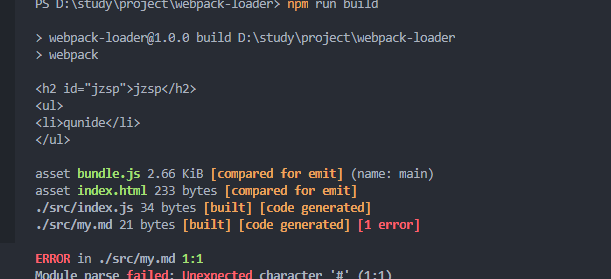 PS D:\study\project\webpack-loader> npm run build
> webpack-loader@1.0.0 build D:\study\project\webpack-loader
> webpack
<h2 id="jzsp">jzsp</h2>
<ul>
<li>qunide</li>
</ul>
asset bundle.js 2.66 KiB [compared for emit] (name: main)
asset index.html 233 bytes [compared for emit]
./src/index.js 34 bytes [built] [code generated]
./src/my.md 21 bytes [built] [code generated] [1 error]
ERROR in ./src/my.md 1:1
Module parse failed: Unexpected character '#' (1:1)